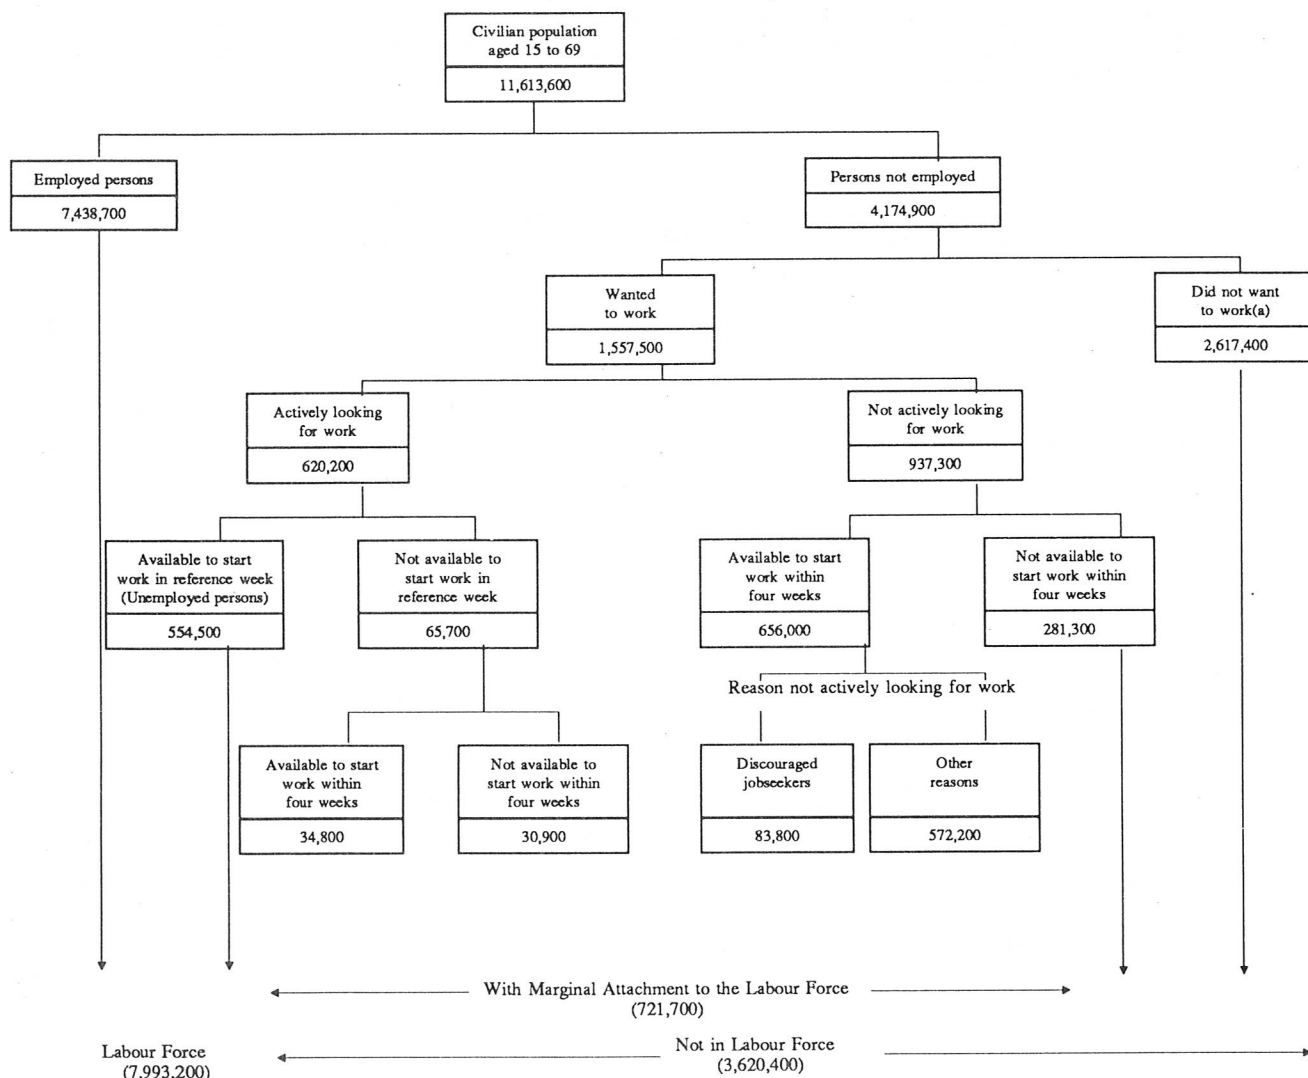 Civilian population
aged 15 to 69
11,613,600
Employed persons
7,438,700
Persons not employed
4,174,900
Wanted
to work
1,557,500
Did not want
to work(a)
2,617,400
Actively looking
for work
620,200
Not actively looking
for work
937,300
Available to start
work in reference week
(Unemployed persons)
554,500
Not available to
start work in
reference week
65,700
Available to start
work within
four weeks
656,000
Not available to
start work within
four weeks
281,300
Reason not actively looking for work
Available to start
work within
four weeks
34,800
Not available to
start work within
four weeks
30,900
Discouraged
jobseekers
83,800
Other
reasons
572,200
With Marginal Attachment to the Labour Force
(721,700)
Labour Force
(7,993,200)
Not in Labour Force
(3,620,400)